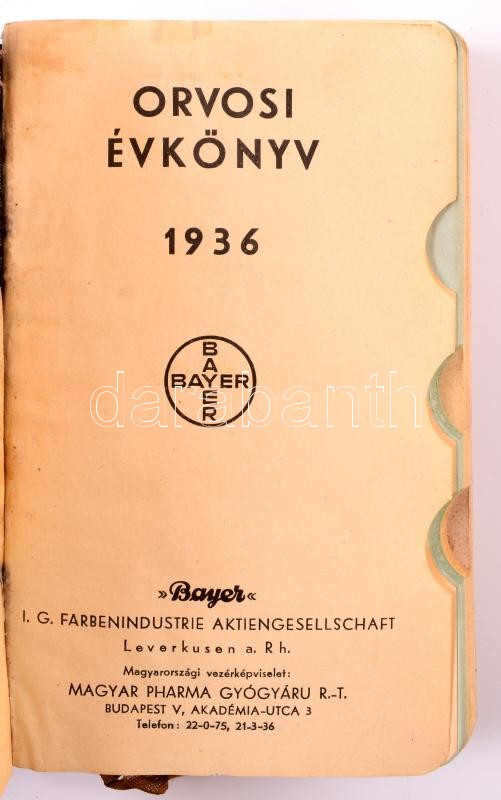 ORVOSI
ÉVKÖNYV
1936
BAYER
BAYER
darabanth
»Bayer«
I. G. FARBENINDUSTRIE AKTIENGESELLSCHAFT
Leverkusen a. Rh.
Magyarországi vezérképviselet:
MAGYAR PHARMA GYÓGYÁRU R.-T.
BUDAPEST V, AKADÉMIA-UTCA 3
Telefon: 22-0-75, 21-3-36